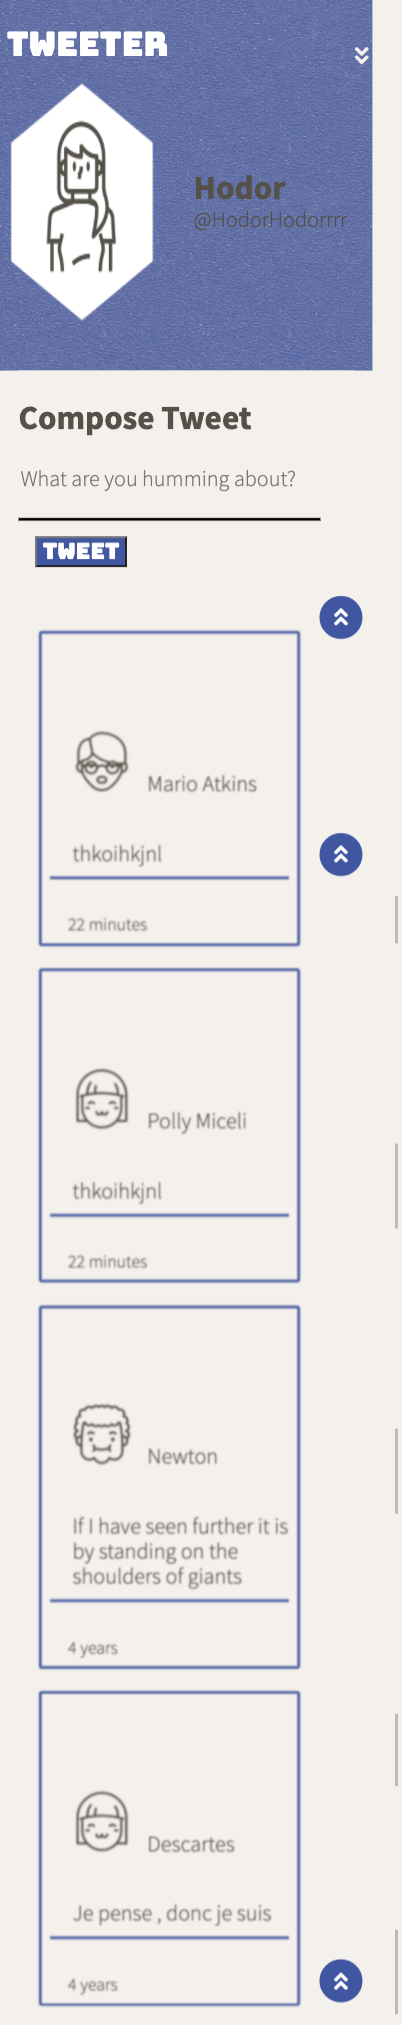 TWEETER
Hodor
@HodorHodorrrr
Compose Tweet
What are you humming about?
TWEET
Mario Atkins
thkoihkjnl
22 minutes
Polly Miceli
thkoihkjnl
22 minutes
Newton
If I have seen further it is
by standing on the
shoulders of giants
4 years
Descartes
Je pense , donc je suis
4 years